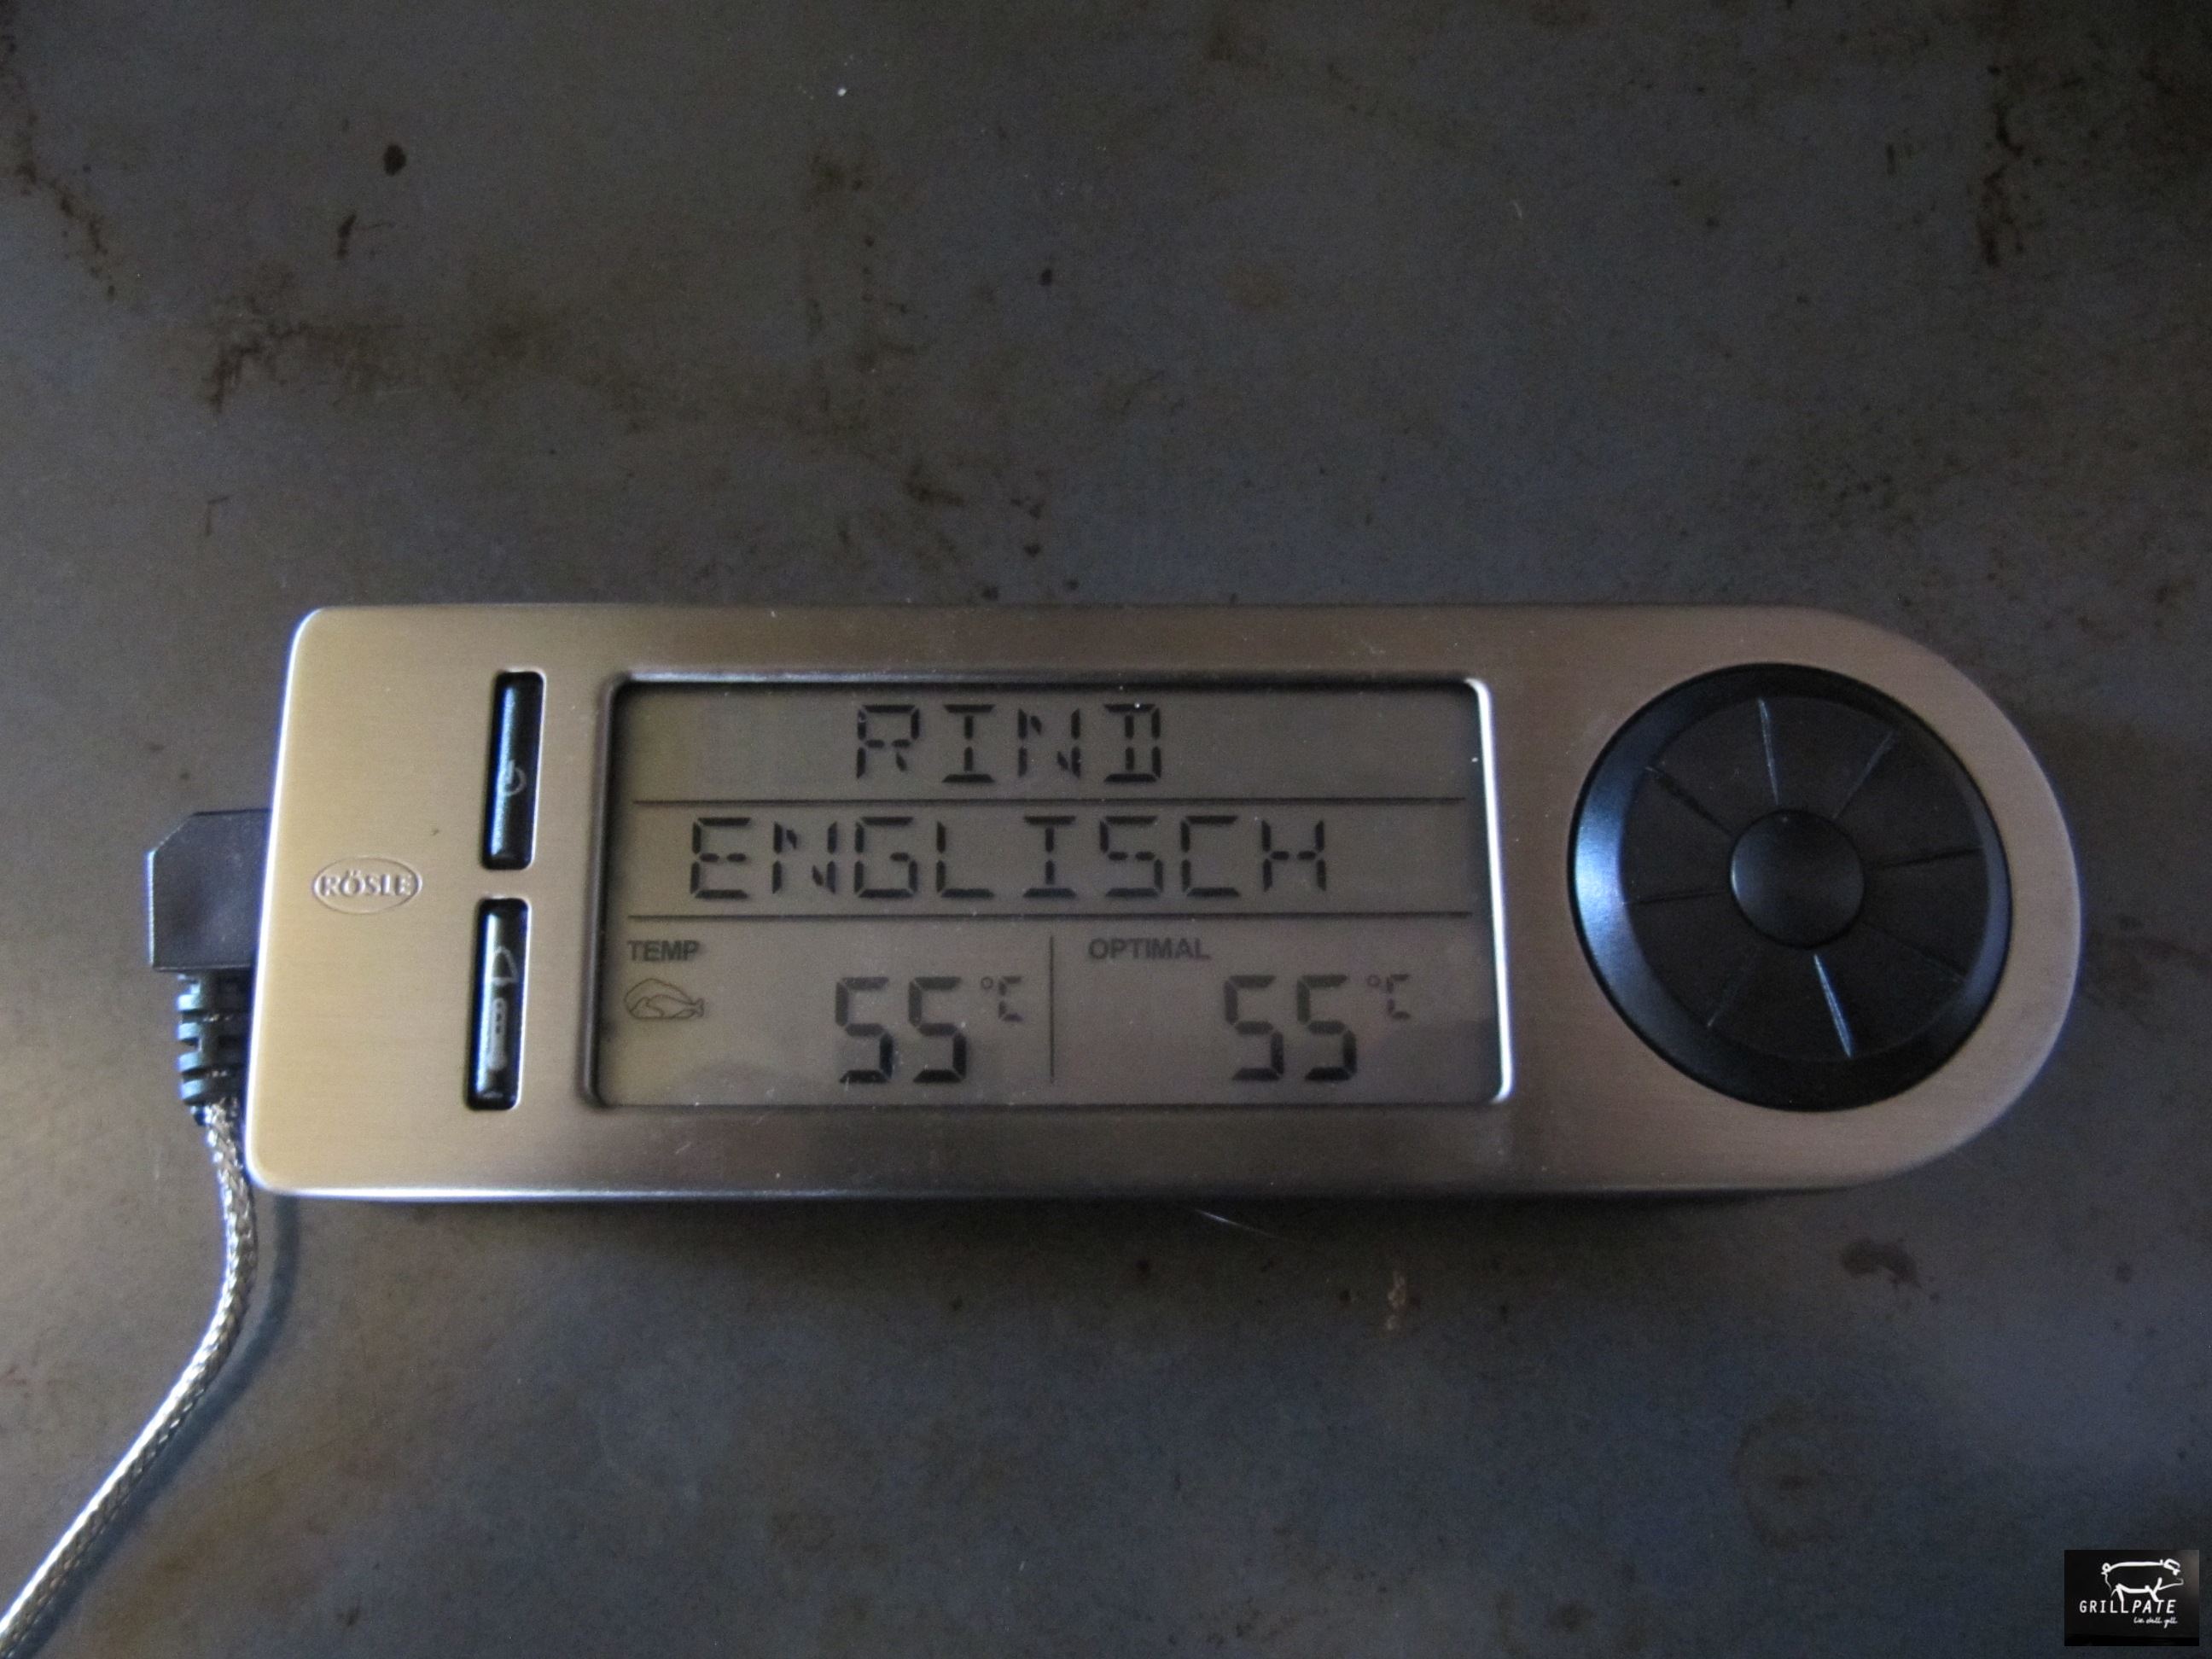 RIND
ENGLISCH
TEMP
55°C
OPTIMAL
55°C
RÖSLE
GRILLPATE